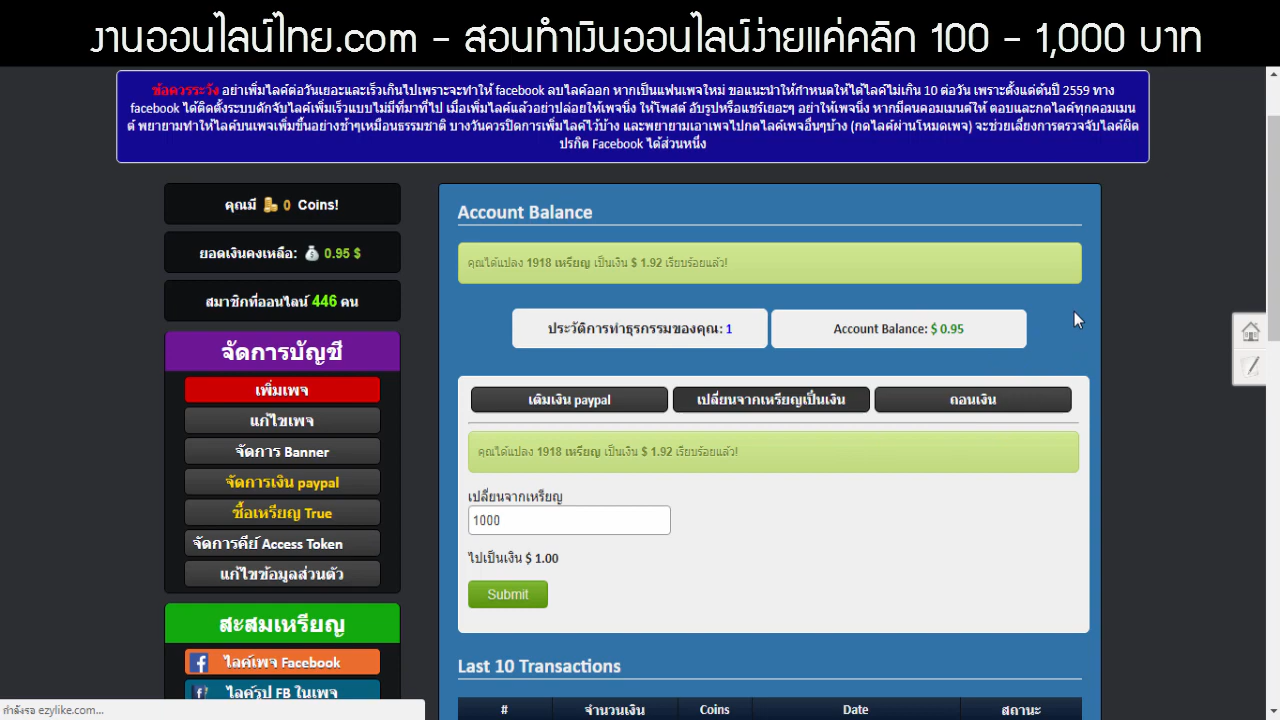 งานออนไลน์ไทย.com - สอนทำเงินออนไลน์ง่ายแค่คลิก 100 - 1,000 บาท
ข้อควรระวัง อย่าเพิ่มไลค์ต่อวันเยอะและเร็วเกินไปเพราะจะทำให้ facebook ลบไลค์ออก หากเป็นแฟนเพจใหม่ ขอแนะนำให้กำหนดให้ได้ไลค์ไม่เกิน 10 ต่อวัน เพราะตั้งแต่ต้นปี 2559 ทาง
facebook ได้ติดตั้งระบบดักจับไลค์เพิ่มเร็วแบบไม่มีที่มาที่ไป เมื่อเพิ่มไลค์แล้วอย่าปล่อยให้เพจนิ่ง ให้โพสต์ อับรูปหรือแชร์เยอะๆ อย่าให้เพจนิ่ง หากมีคนคอมเมนต์ให้ ตอบและกดไลค์ทุกคอมเมน
ต์ พยายามทำให้ไลค์บนเพจเพิ่มขึ้นอย่างช้าๆเหมือนธรรมชาติ บางวันควรปิดการเพิ่มไลค์ไว้บ้าง และพยายามเอาเพจไปกดไลค์เพจอื่นๆบ้าง (กดไลค์ผ่านโหมดเพจ) จะช่วยเลี่ยงการตรวจจับไลค์ผิด
ปรกิต Facebook ได้ส่วนหนึ่ง
คุณมี 0 Coins!
ยอดเงินคงเหลือ: 0.95 $
สมาชิกที่ออนไลน์ 446 คน
จัดการบัญชี
เพิ่มเพจ
แก้ไขเพจ
จัดการ Banner
จัดการเงิน paypal
ซื้อเหรียญ True
จัดการคีย์ Access Token
แก้ไขข้อมูลส่วนตัว
สะสมเหรียญ
ไลค์เพจ Facebook
ไลค์รูป FB ในเพจ
Account Balance
คุณได้แปลง 1918 เหรียญ เป็นเงิน $ 1.92 เรียบร้อยแล้ว!
ประวัติการทำธุรกรรมของคุณ: 1
Account Balance: $ 0.95
เติมเงิน paypal
เปลี่ยนจากเหรียญเป็นเงิน
ถอนเงิน
คุณได้แปลง 1918 เหรียญ เป็นเงิน $ 1.92 เรียบร้อยแล้ว!
เปลี่ยนจากเหรียญ
1000
ไปเป็นเงิน $ 1.00
Submit
Last 10 Transactions
# จำนวนเงิน Coins Date สถานะ
กำลังรอ ezylike.com...